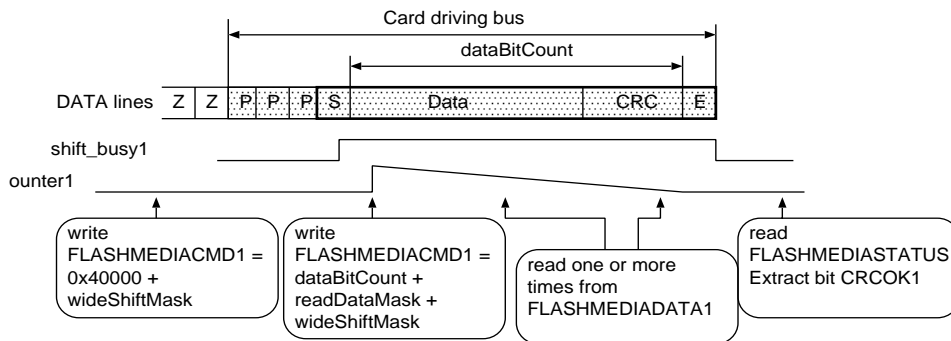 Card driving bus
dataBitCount
DATA lines Z Z P P P S Data CRC E
shift_busy1
ounter1
write
FLASHMEDIACMD1 =
0x40000 +
wideShiftMask
write
FLASHMEDIACMD1 =
dataBitCount +
readDataMask +
wideShiftMask
read one or more
times from
FLASHMEDIADATA1
read
FLASHMEDIASTATUS
Extract bit CRCOK1